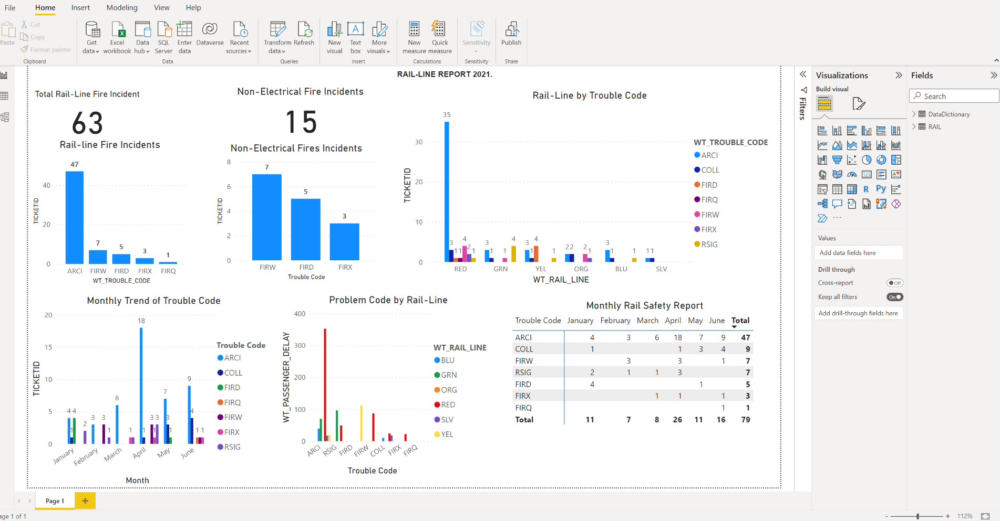 File Home Insert Modeling View Help
Paste
Cut
Copy
Format painter
Clipboard
Get data
Excel workbook
Data hub
SQL Server
Enter data
Dataverse
Recent sources
Data
Transform data
Refresh
Queries
New visual
Text box
More visuals
Insert
New measure
Quick measure
Calculations
Sensitivity
Sensitivity
Publish
Share
RAIL-LINE REPORT 2021.
Total Rail-Line Fire Incident
63
Non-Electrical Fire Incidents
15
Rail-line Fire Incidents
TICKETID
40
20
0
47
7
5
3
1
ARCI FIRW FIRD FIRX FIRQ
WT_TROUBLE_CODE
Non-Electrical Fires Incidents
TICKETID
8
6
4
2
0
7
5
3
FIRW FIRD FIRX
Trouble Code
Rail-Line by Trouble Code
TICKETID
30
20
10
0
35
3 1 1 4 2 1
3 1 1 4
3 1 4 1
2 2 2 1
3 1 1
1 1
RED GRN YEL ORG BLU SLV
WT_RAIL_LINE
WT_TROUBLE_CODE
ARCI
COLL
FIRD
FIRQ
FIRW
FIRX
RSIG
Monthly Trend of Trouble Code
TICKETID
20
15
10
5
0
4 1 4 2
3 3 1
6 1 1
18 1 3 1 3
7 3 1
9 4 1 1
January February March April May June
Month
Trouble Code
ARCI
COLL
FIRD
FIRQ
FIRW
FIRX
RSIG
Problem Code by Rail-Line
WT_PASSENGER_DELAY
400
300
200
100
0
ARCI RSIG FIRD FIRW COLL FIRX FIRQ
Trouble Code
WT_RAIL_LINE
BLU
GRN
ORG
RED
SLV
YEL
Monthly Rail Safety Report
Trouble Code January February March April May June Total
ARCI 4 3 6 18 7 9 47
COLL 1 1 3 4 9
FIRW 3 3 1 7
RSIG 2 1 1 3 7
FIRD 4 1 5
FIRX 1 1 1 3
FIRQ 1 1
Total 11 7 8 26 11 16 79
Filters
Visualizations
Build visual
123
R Py
Values
Add data fields here
Drill through
Cross-report Off
Keep all filters On
Add drill-through fields here
Fields
Search
DataDictionary
RAIL
Page 1
age 1 of 1
- + 112%